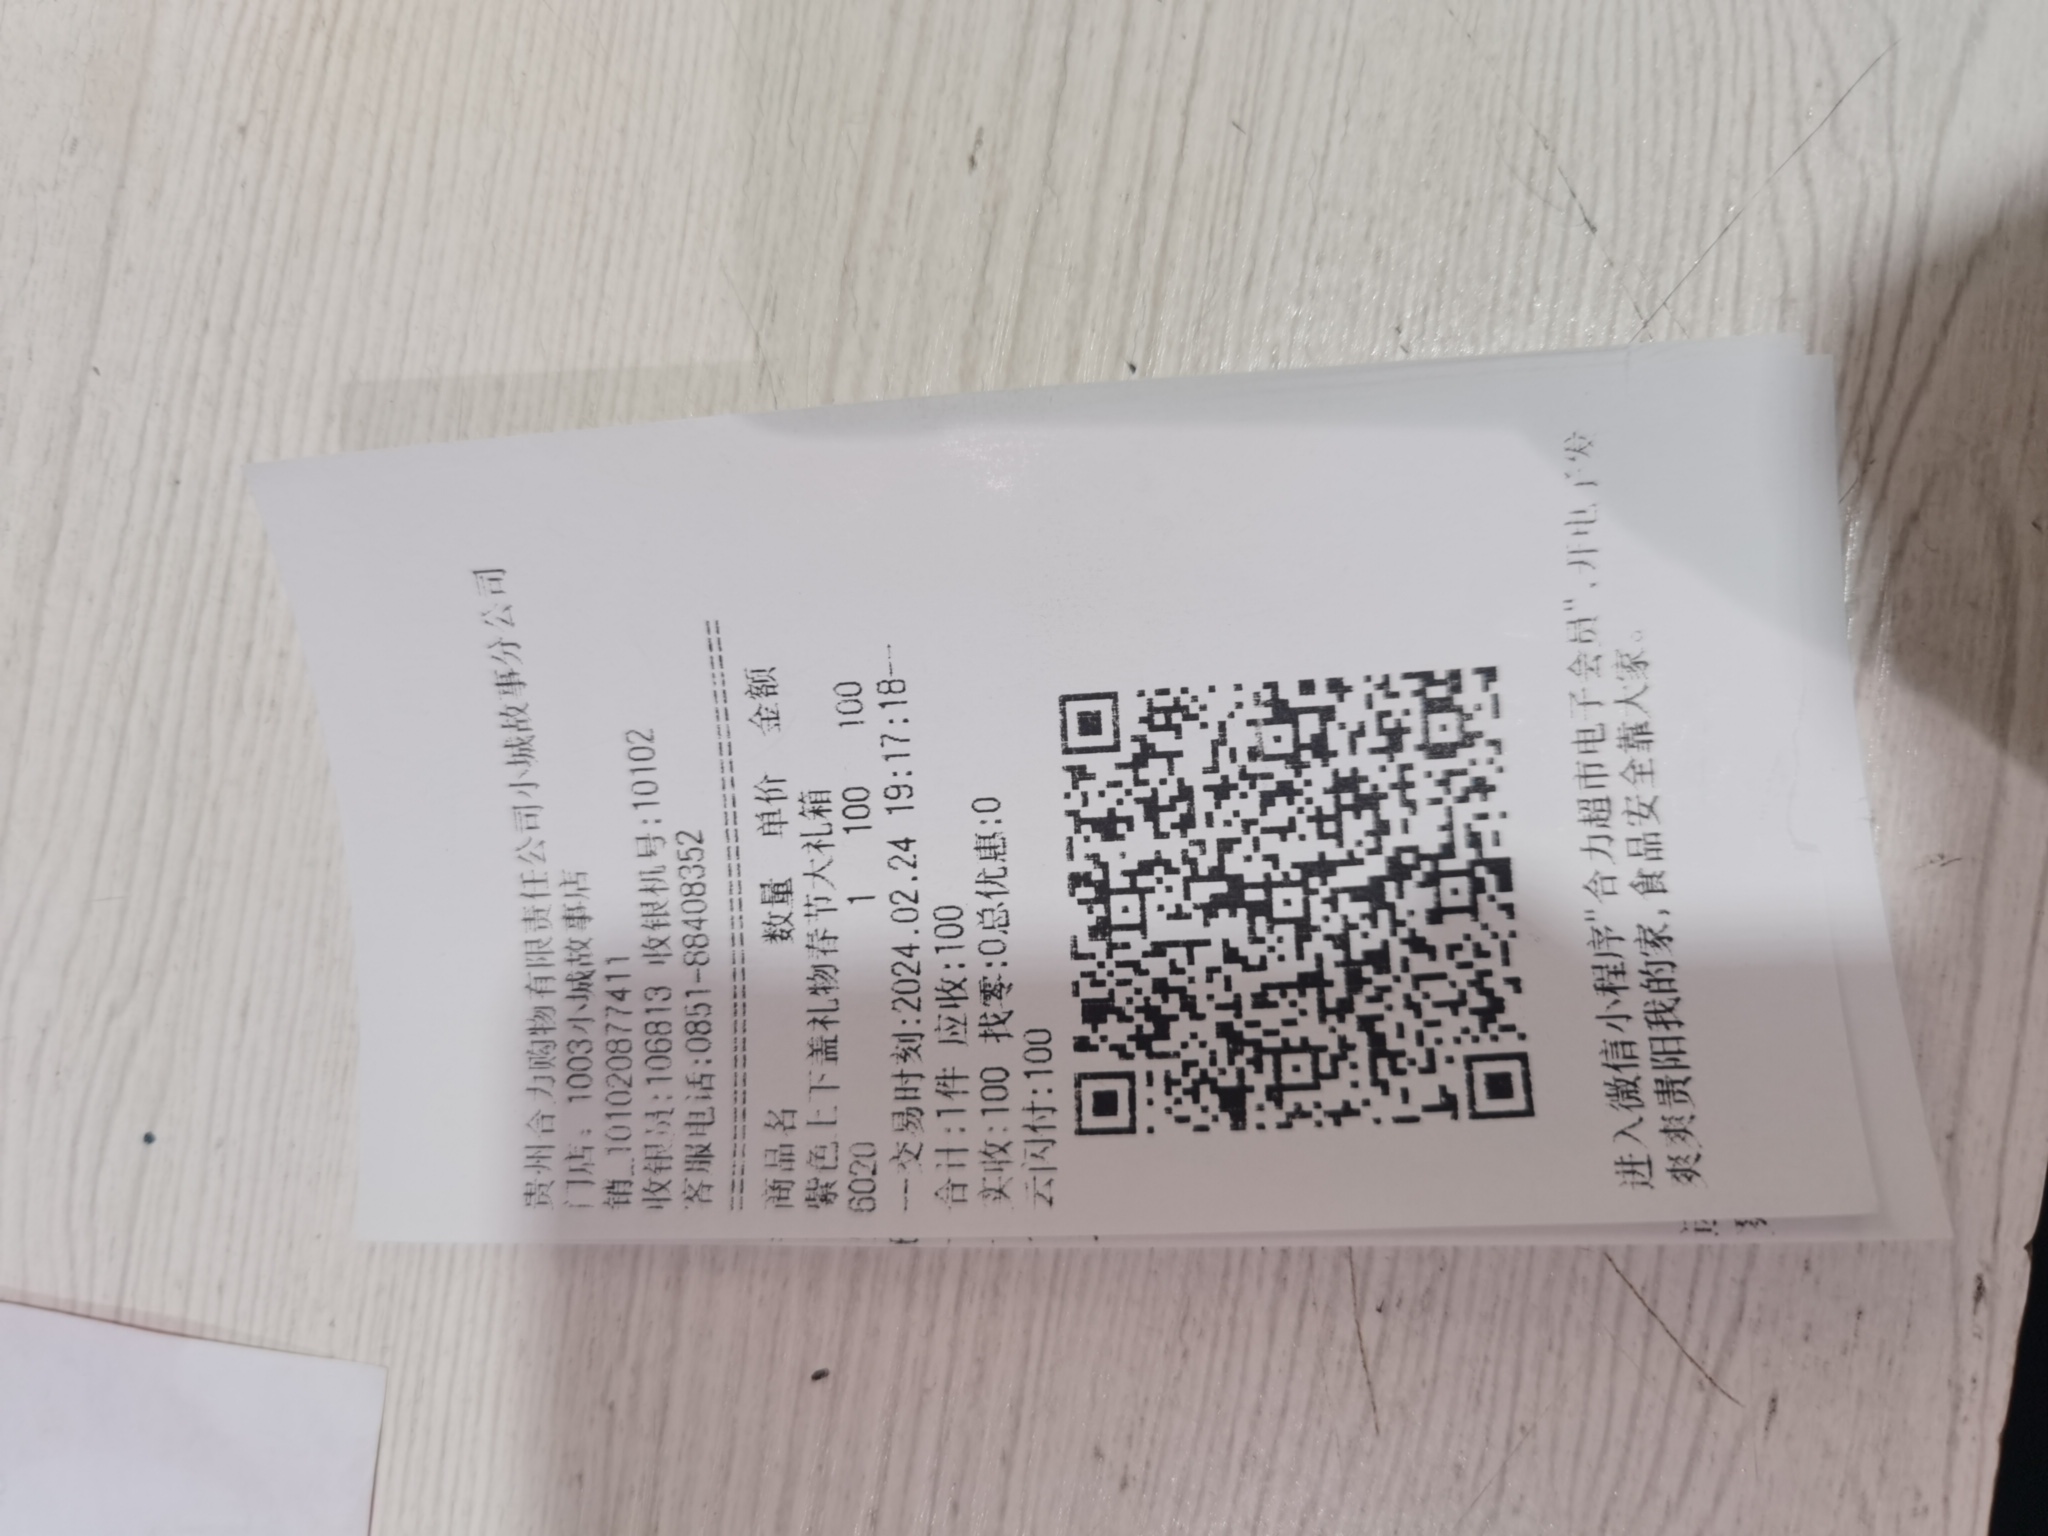 贵州合力购物有限责任公司小城故事分公司
门店: 1003小城故事店
销_101020877411
收银员:106813 收银机号:10102
客服电话:0851-88408352
商品名 数量 单价 金额
紫色上下盖礼物春节大礼箱
6020 1 100 100
--交易时刻:2024.02.24 19:17:18--
合计:1件 应收:100
实收:100 找零:0总优惠:0
云闪付:100
进入微信小程序"合力超市电子会员",开电子发
爽爽贵阳我的家,食品安全靠大家。